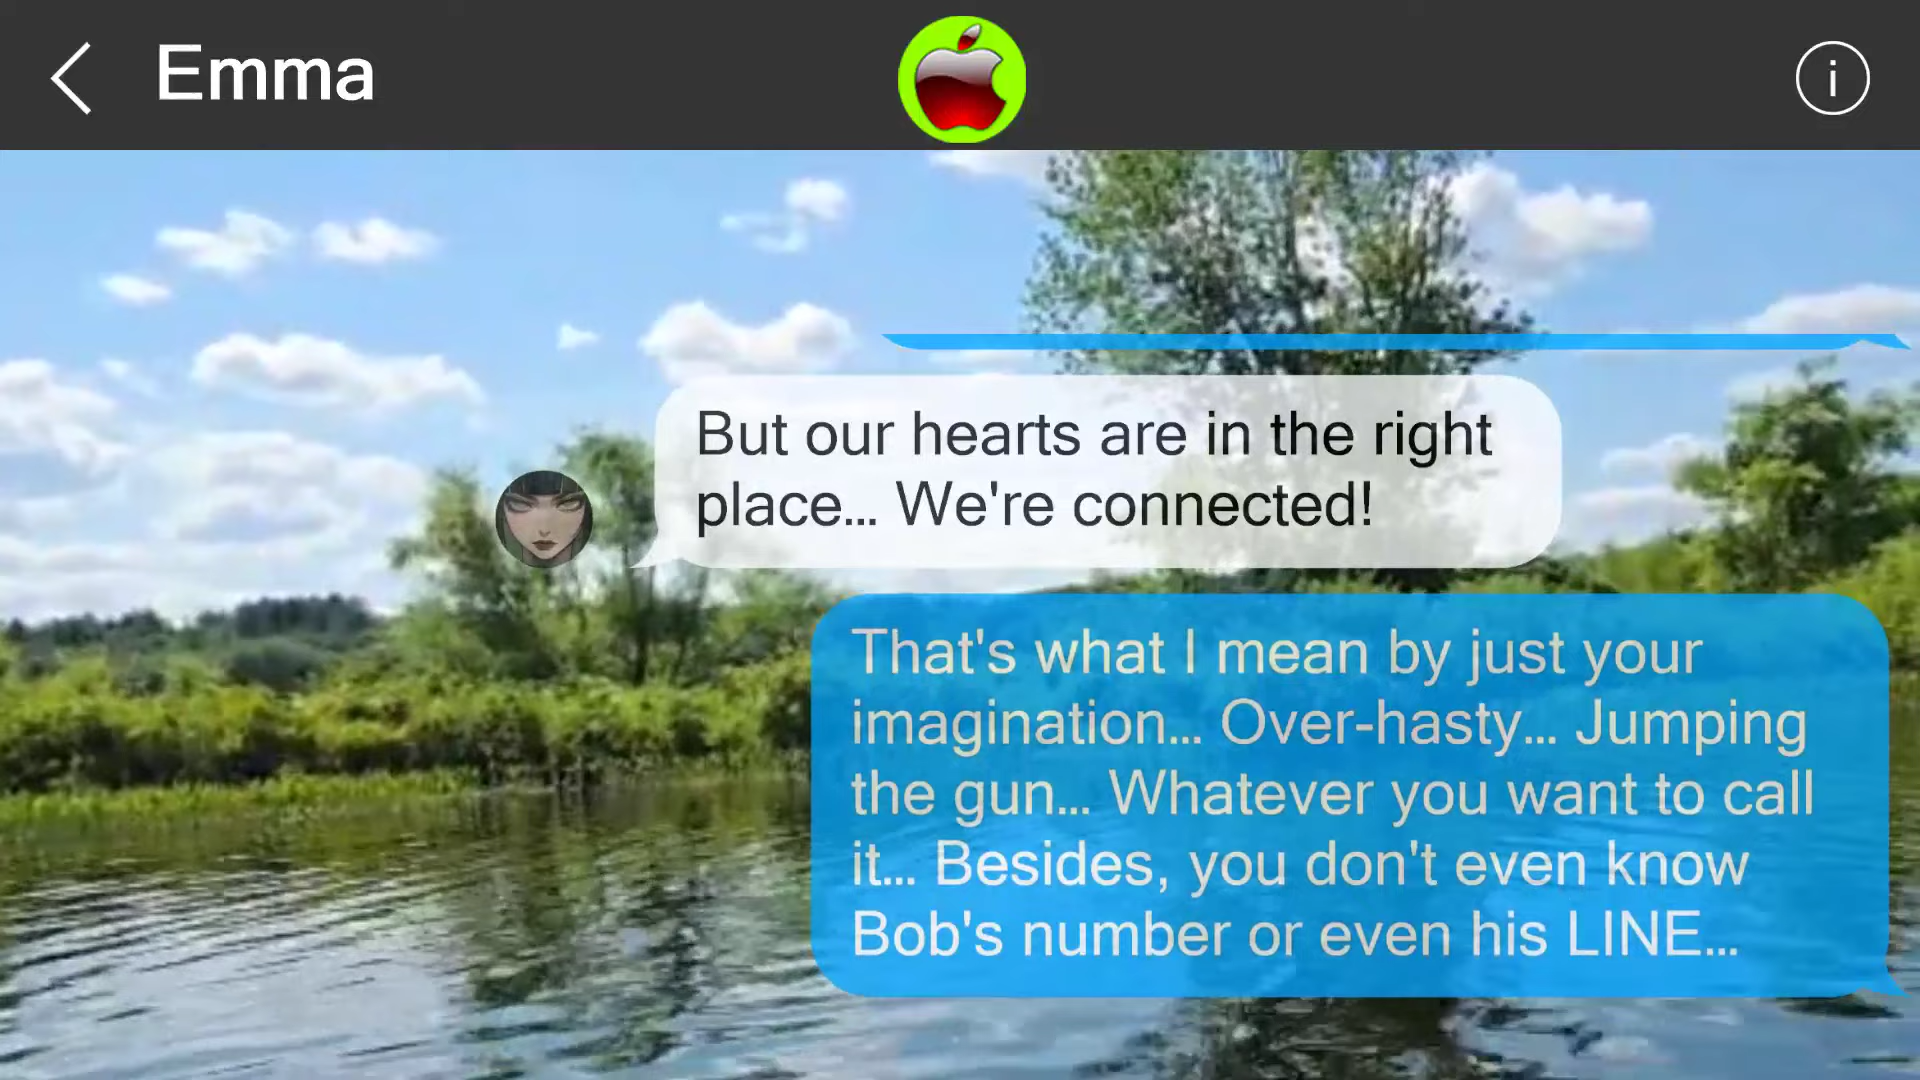 Emma
i
But our hearts are in the right
place... We're connected!
That's what I mean by just your
imagination... Over-hasty... Jumping
the gun... Whatever you want to call
it... Besides, you don't even know
Bob's number or even his LINE...